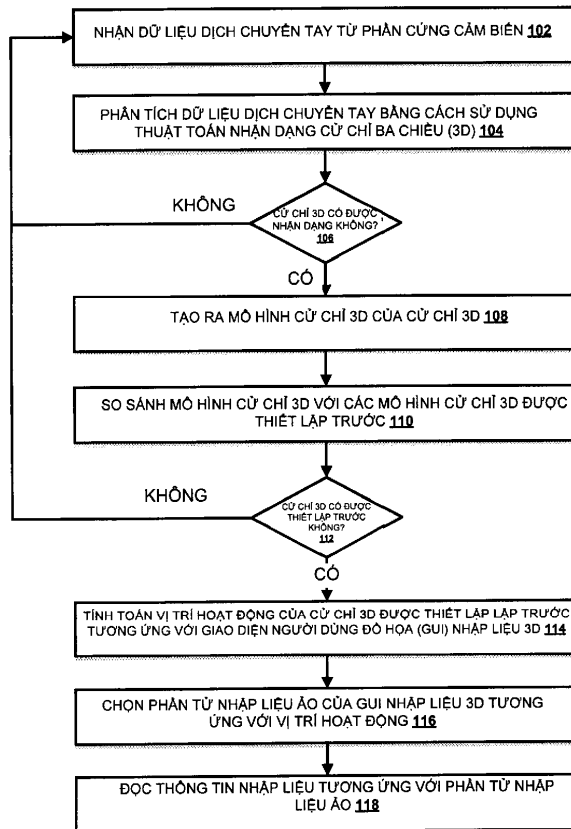 NHẬN DỮ LIỆU DỊCH CHUYỂN TAY TỪ PHẦN CỨNG CẢM BIẾN 102
PHÂN TÍCH DỮ LIỆU DỊCH CHUYỂN TAY BẰNG CÁCH SỬ DỤNG
THUẬT TOÁN NHẬN DẠNG CỬ CHỈ BA CHIỀU (3D) 104
KHÔNG
CỬ CHỈ 3D CÓ ĐƯỢC
NHẬN DẠNG KHÔNG?
106
CÓ
TẠO RA MÔ HÌNH CỬ CHỈ 3D CỦA CỬ CHỈ 3D 108
SO SÁNH MÔ HÌNH CỬ CHỈ 3D VỚI CÁC MÔ HÌNH CỬ CHỈ 3D ĐƯỢC
THIẾT LẬP TRƯỚC 110
KHÔNG
CỬ CHỈ 3D CÓ ĐƯỢC
THIẾT LẬP TRƯỚC
KHÔNG?
112
CÓ
TÍNH TOÁN VỊ TRÍ HOẠT ĐỘNG CỦA CỬ CHỈ 3D ĐƯỢC THIẾT LẬP LẬP TRƯỚC
TƯƠNG ỨNG VỚI GIAO DIỆN NGƯỜI DÙNG ĐỒ HỌA (GUI) NHẬP LIỆU 3D 114
CHỌN PHẦN TỬ NHẬP LIỆU ẢO CỦA GUI NHẬP LIỆU 3D TƯƠNG
ỨNG VỚI VỊ TRÍ HOẠT ĐỘNG 116
ĐỌC THÔNG TIN NHẬP LIỆU TƯƠNG ỨNG VỚI PHẦN TỬ NHẬP
LIỆU ẢO 118